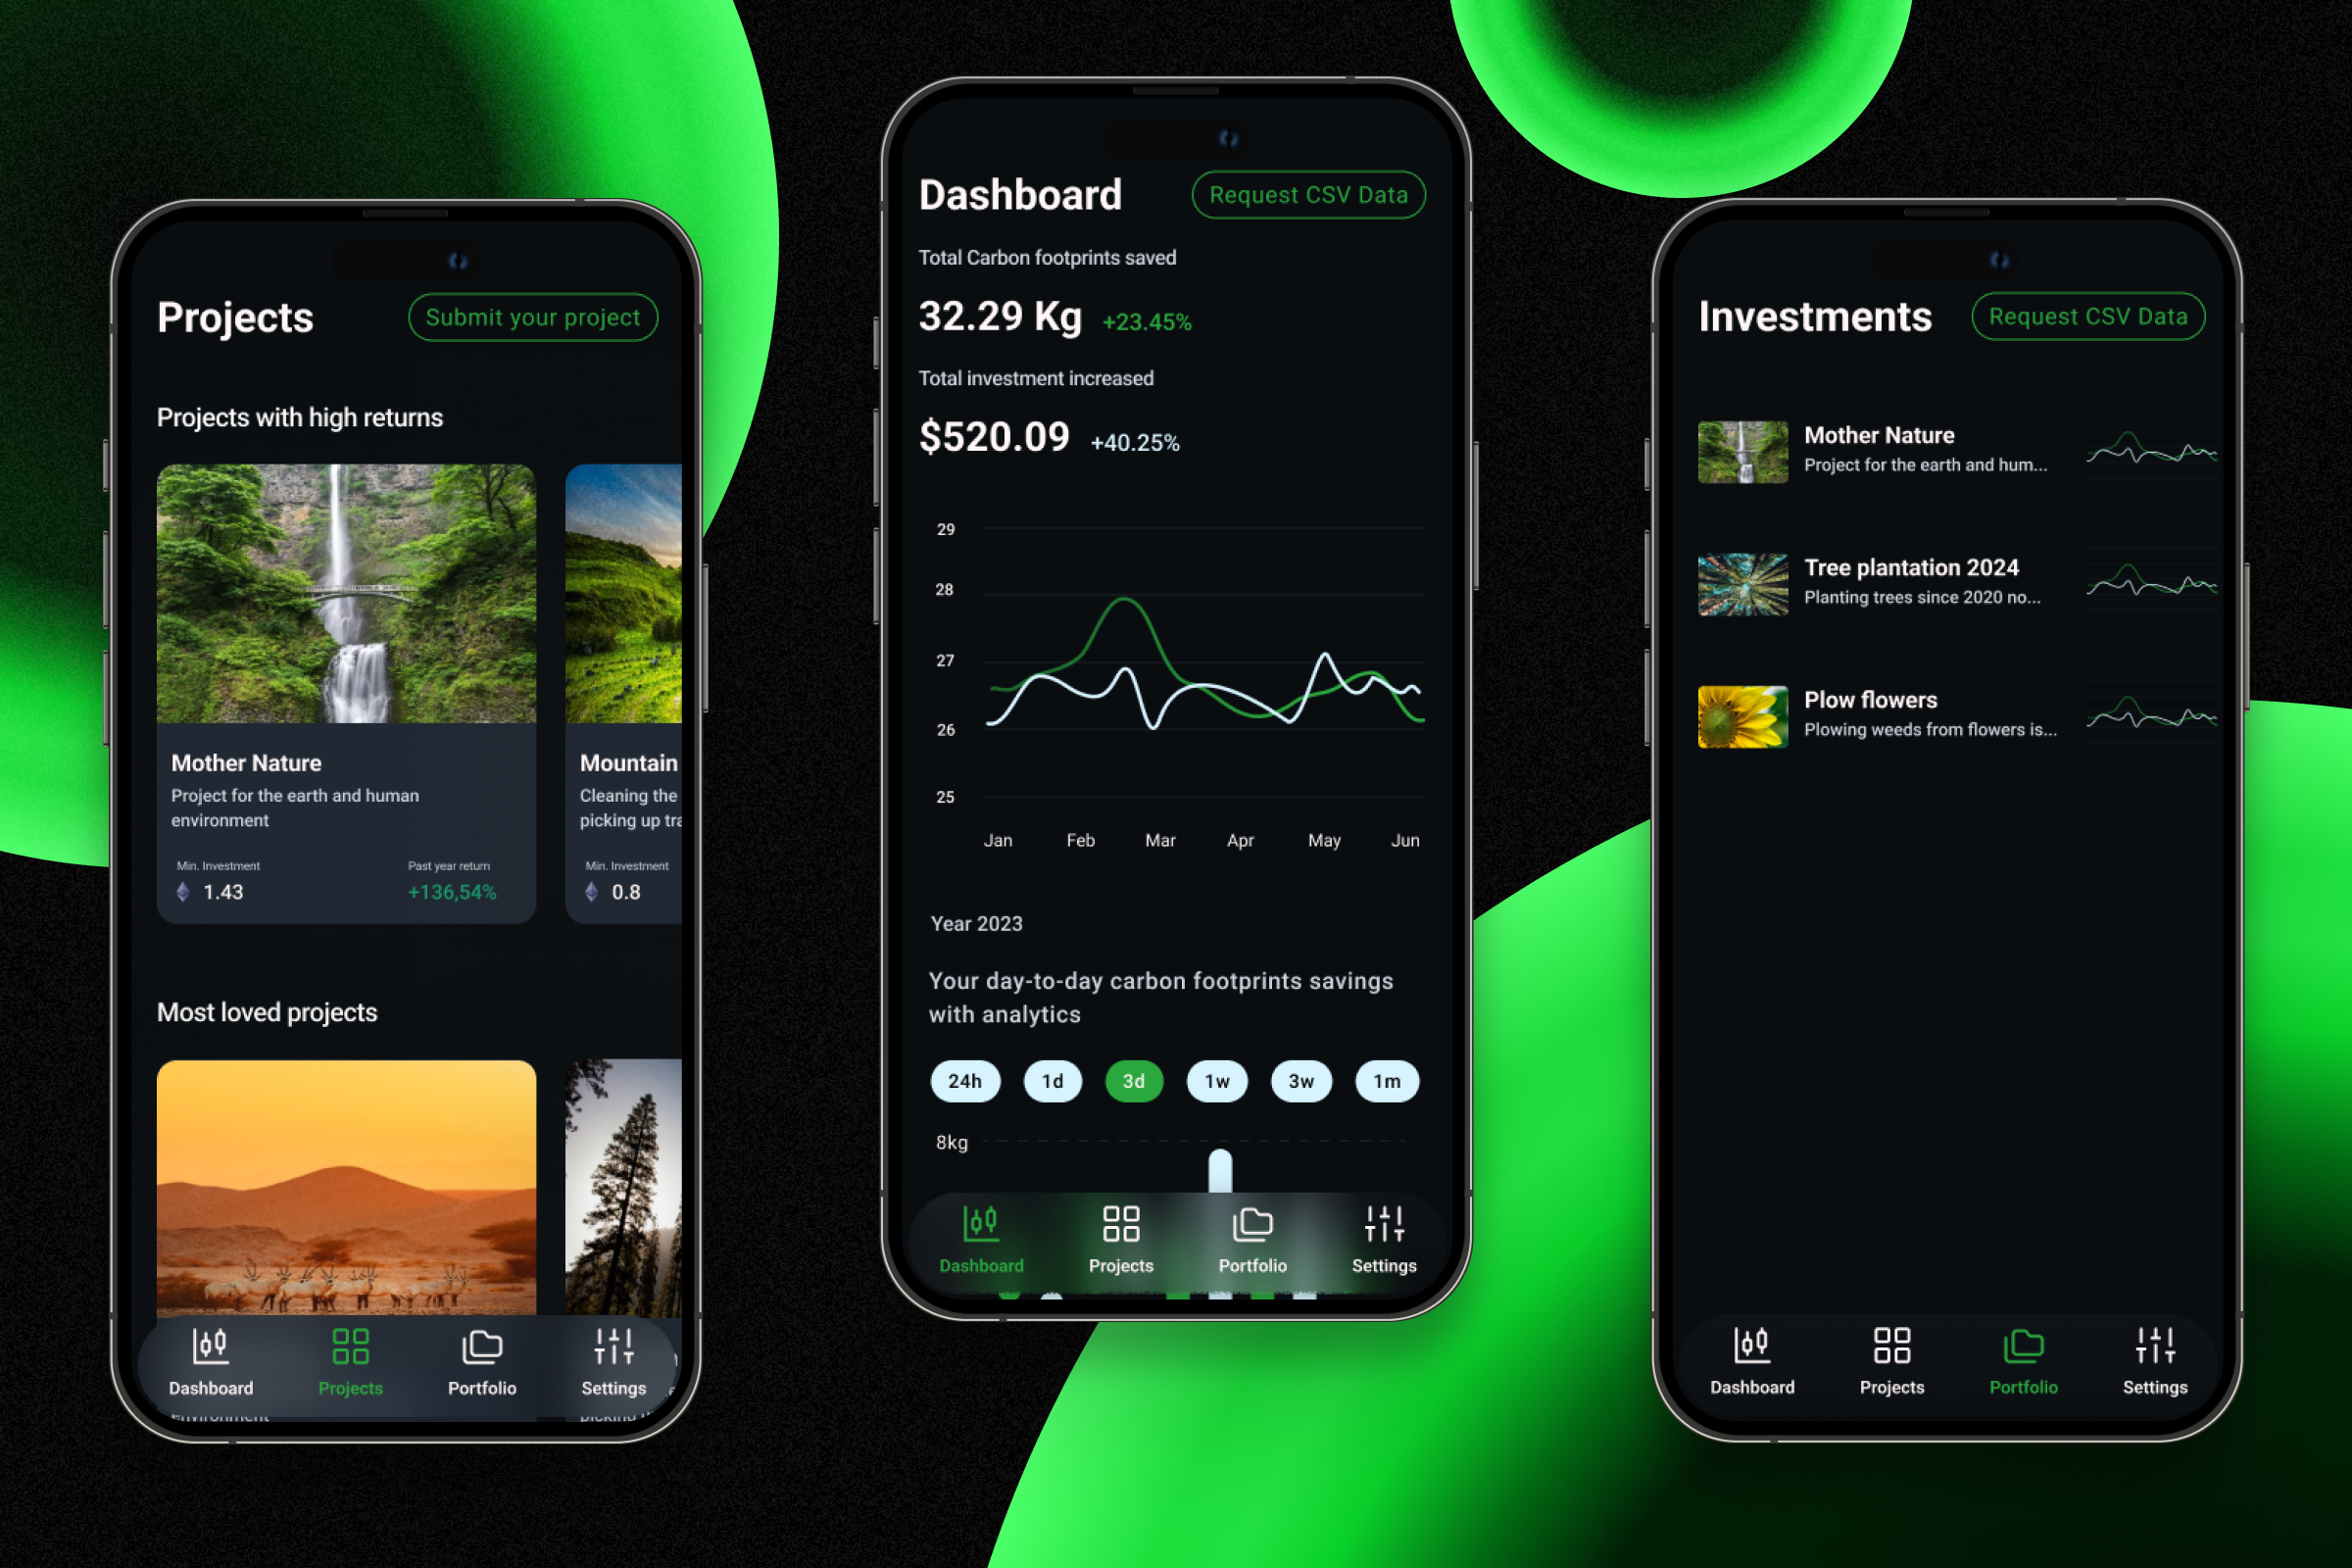 Projects
Submit your project
Projects with high returns
Mother Nature
Project for the earth and human
environment
Min. Investment
Past year return
1.43
+136,54%
Mountain
Cleaning the
picking up tra
Min. Investment
0.8
Most loved projects
Dashboard
Projects
Portfolio
Settings
environment
Dashboard
Request CSV Data
Total Carbon footprints saved
32.29 Kg +23.45%
Total investment increased
$520.09 +40.25%
29
28
27
26
25
Jan Feb Mar Apr May Jun
Year 2023
Your day-to-day carbon footprints savings
with analytics
24h 1d 3d 1w 3w 1m
8kg
Dashboard
Projects
Portfolio
Settings
Investments
Request CSV Data
Mother Nature
Project for the earth and hum...
Tree plantation 2024
Planting trees since 2020 no...
Plow flowers
Plowing weeds from flowers is...
Dashboard
Projects
Portfolio
Settings